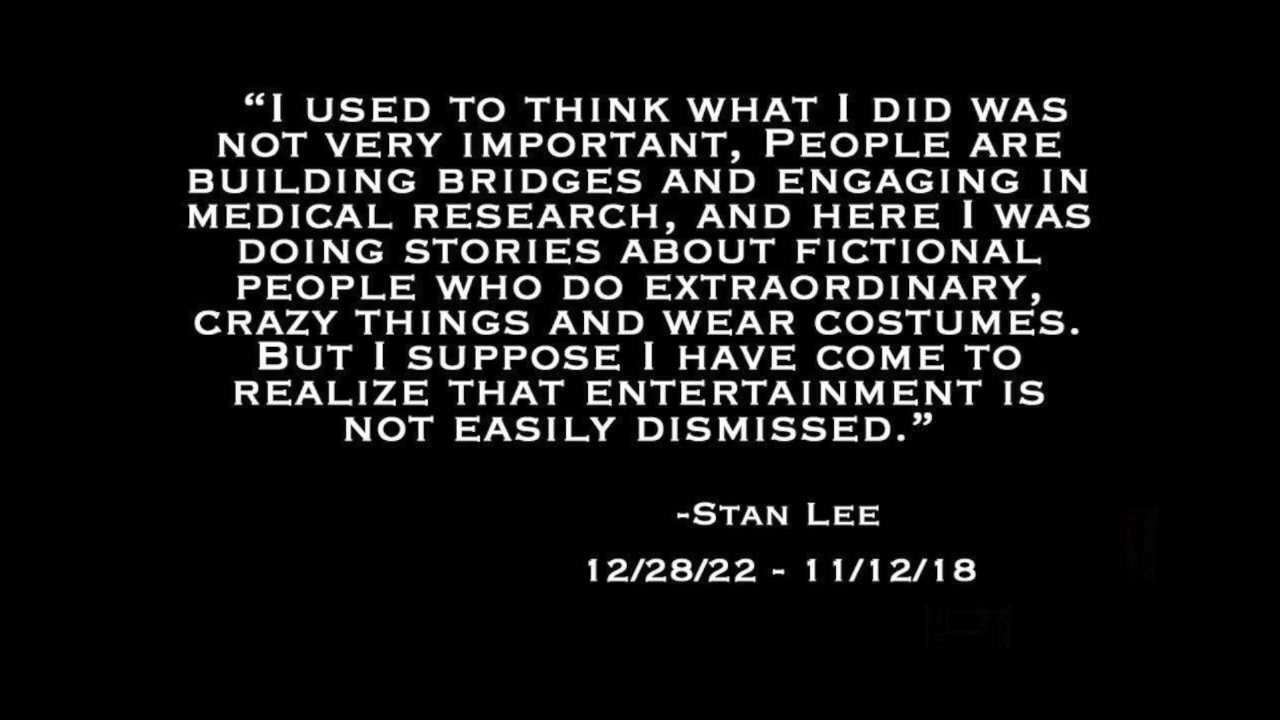 “I USED TO THINK WHAT I DID WAS
NOT VERY IMPORTANT, PEOPLE ARE
BUILDING BRIDGES AND ENGAGING IN
MEDICAL RESEARCH, AND HERE I WAS
DOING STORIES ABOUT FICTIONAL
PEOPLE WHO DO EXTRAORDINARY,
CRAZY THINGS AND WEAR COSTUMES.
BUT I SUPPOSE I HAVE COME TO
REALIZE THAT ENTERTAINMENT IS
NOT EASILY DISMISSED.”
-STAN LEE
12/28/22 - 11/12/18